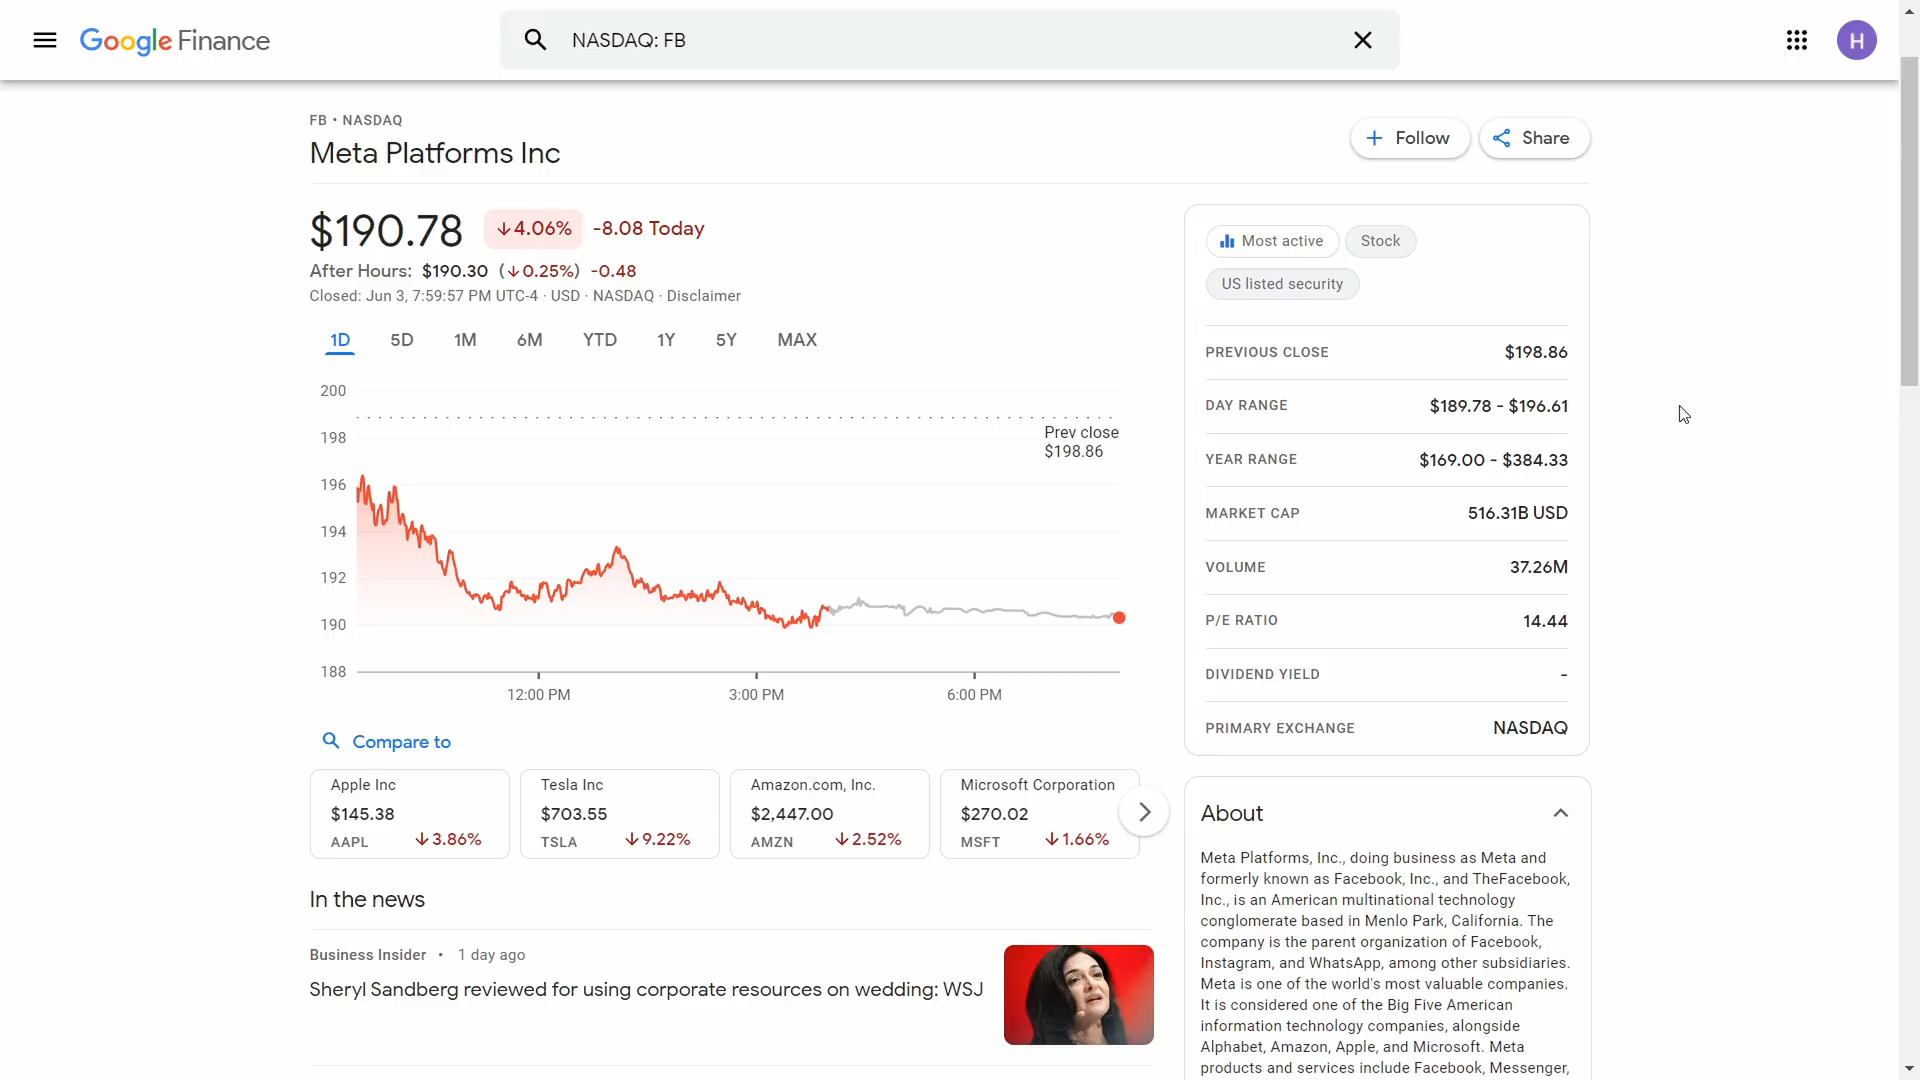 Google Finance
NASDAQ: FB
H
FB • NASDAQ
Meta Platforms Inc
Follow
Share
$190.78
↓4.06%
-8.08 Today
After Hours: $190.30 (↓0.25%) -0.48
Closed: Jun 3, 7:59:57 PM UTC-4 · USD · NASDAQ · Disclaimer
1D 5D 1M 6M YTD 1Y 5Y MAX
200
198
196
194
192
190
188
Prev close
$198.86
12:00 PM 3:00 PM 6:00 PM
Compare to
Apple Inc
$145.38
AAPL ↓3.86%
Tesla Inc
$703.55
TSLA ↓9.22%
Amazon.com, Inc.
$2,447.00
AMZN ↓2.52%
Microsoft Corporation
$270.02
MSFT ↓1.66%
In the news
Business Insider • 1 day ago
Sheryl Sandberg reviewed for using corporate resources on wedding: WSJ
Most active
Stock
US listed security
PREVIOUS CLOSE $198.86
DAY RANGE $189.78 - $196.61
YEAR RANGE $169.00 - $384.33
MARKET CAP 516.31B USD
VOLUME 37.26M
P/E RATIO 14.44
DIVIDEND YIELD -
PRIMARY EXCHANGE NASDAQ
About
Meta Platforms, Inc., doing business as Meta and
formerly known as Facebook, Inc., and TheFacebook,
Inc., is an American multinational technology
conglomerate based in Menlo Park, California. The
company is the parent organization of Facebook,
Instagram, and WhatsApp, among other subsidiaries.
Meta is one of the world's most valuable companies.
It is considered one of the Big Five American
information technology companies, alongside
Alphabet, Amazon, Apple, and Microsoft. Meta
products and services include Facebook, Messenger,